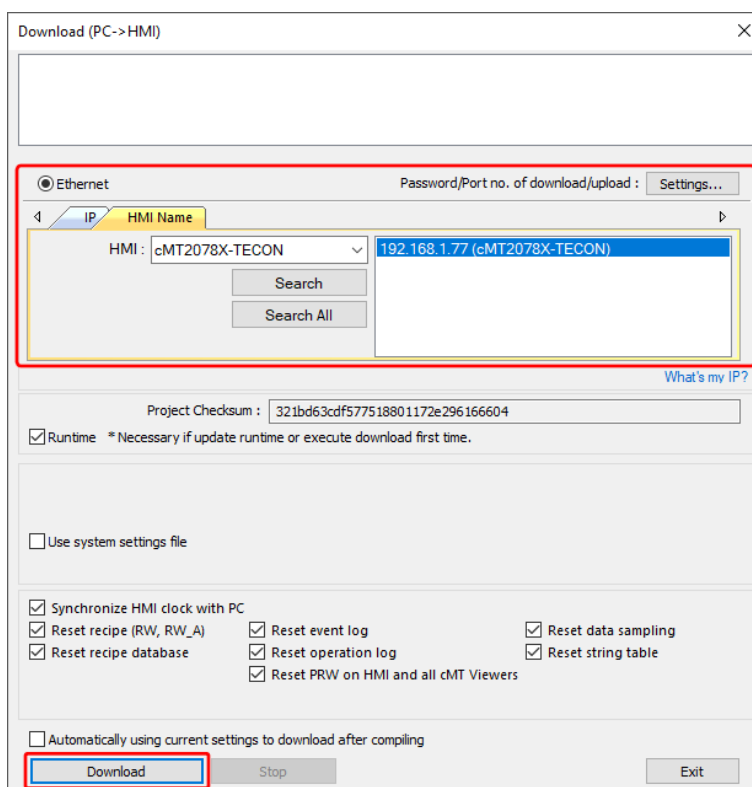 Download (PC->HMI)
Ethernet
Password/Port no. of download/upload :
Settings...
IP
HMI Name
HMI :
cMT2078X-TECON
192.168.1.77 (cMT2078X-TECON)
Search
Search All
What's my IP?
Project Checksum :
321bd63cdf577518801172e296166604
Runtime * Necessary if update runtime or execute download first time.
Use system settings file
Synchronize HMI clock with PC
Reset recipe (RW, RW_A)
Reset event log
Reset data sampling
Reset recipe database
Reset operation log
Reset string table
Reset PRW on HMI and all cMT Viewers
Automatically using current settings to download after compiling
Download
Stop
Exit